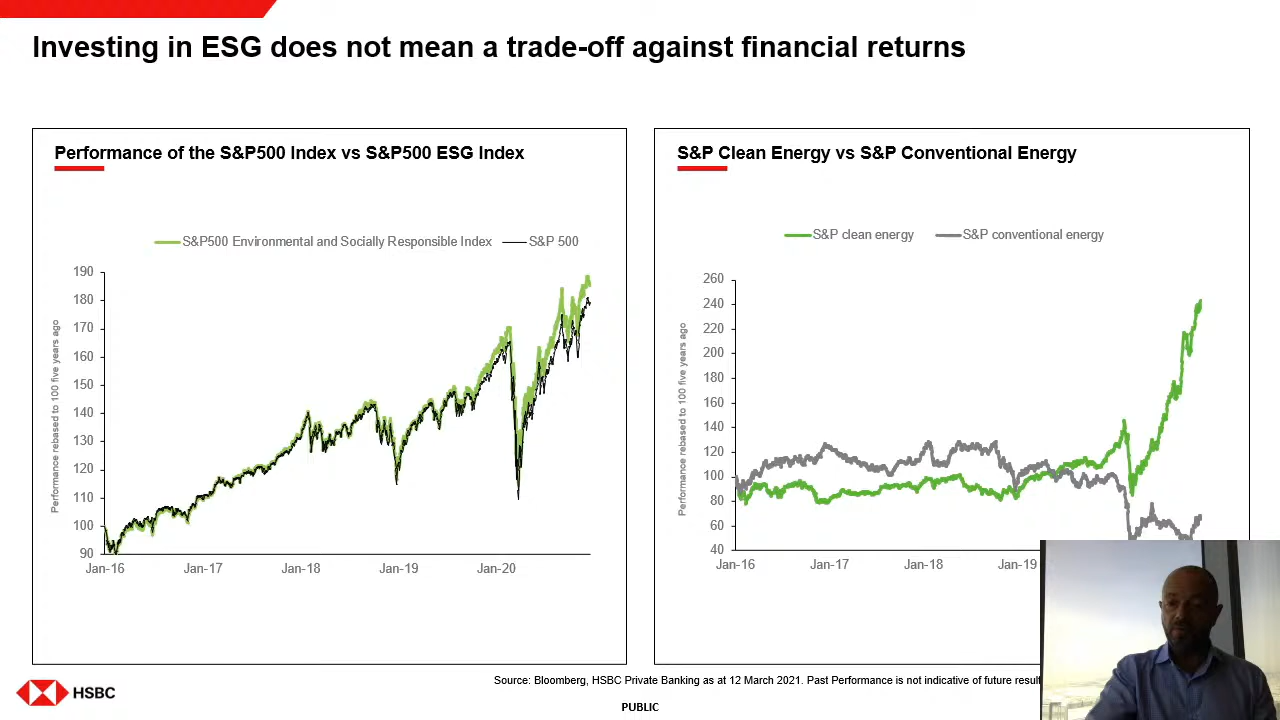 Investing in ESG does not mean a trade-off against financial returns
Performance of the S&P500 Index vs S&P500 ESG Index
S&P500 Environmental and Socially Responsible Index
S&P 500
Performance rebased to 100 five years ago
190
180
170
160
150
140
130
120
110
100
90
Jan-16
Jan-17
Jan-18
Jan-19
Jan-20
S&P Clean Energy vs S&P Conventional Energy
S&P clean energy
S&P conventional energy
Performance rebased to 100 five years ago
260
240
220
200
180
160
140
120
100
80
60
40
Jan-16
Jan-17
Jan-18
Jan-19
Source: Bloomberg, HSBC Private Banking as at 12 March 2021. Past Performance is not indicative of future
HSBC
PUBLIC